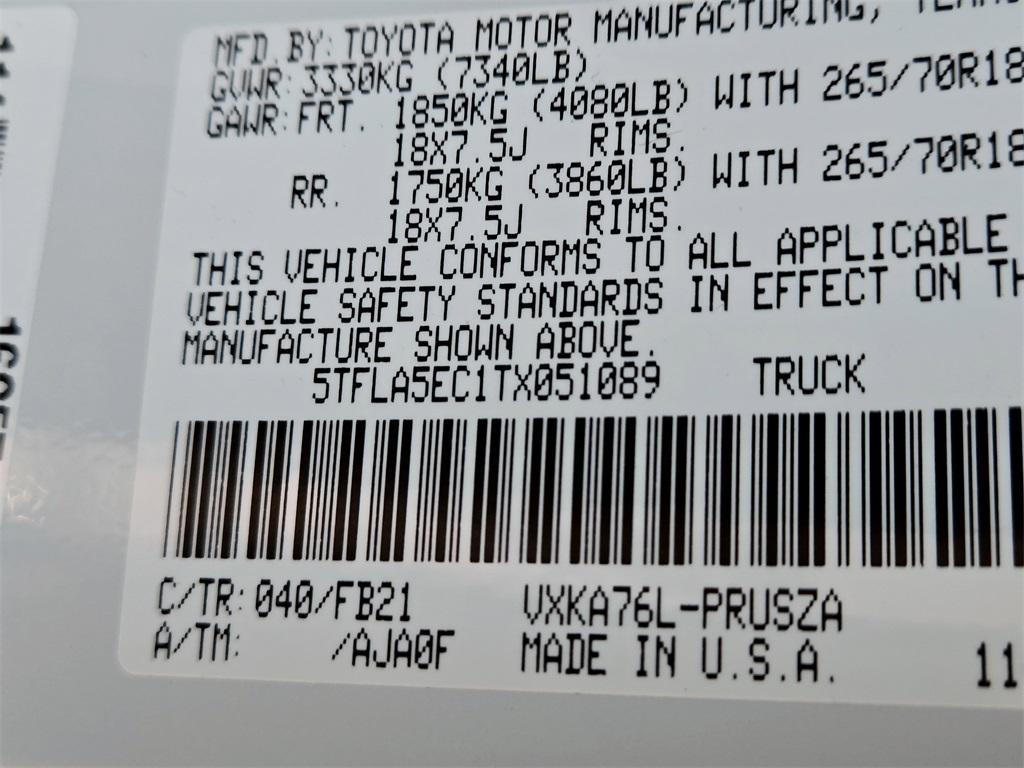 MFD. BY: TOYOTA MOTOR MANUFACTURING,
GVWR: 3330KG (7340LB)
GAWR: FRT. 1850KG (4080LB) WITH 265/70R18
18X7.5J RIMS.
RR. 1750KG (3860LB) WITH 265/70R18
18X7.5J RIMS.
THIS VEHICLE CONFORMS TO ALL APPLICABLE
VEHICLE SAFETY STANDARDS IN EFFECT ON TH
MANUFACTURE SHOWN ABOVE.
5TFLA5EC1TX051089 TRUCK
C/TR: 040/FB21 VXKA76L-PRUSZA
A/TM: /AJA0F MADE IN U.S.A. 11